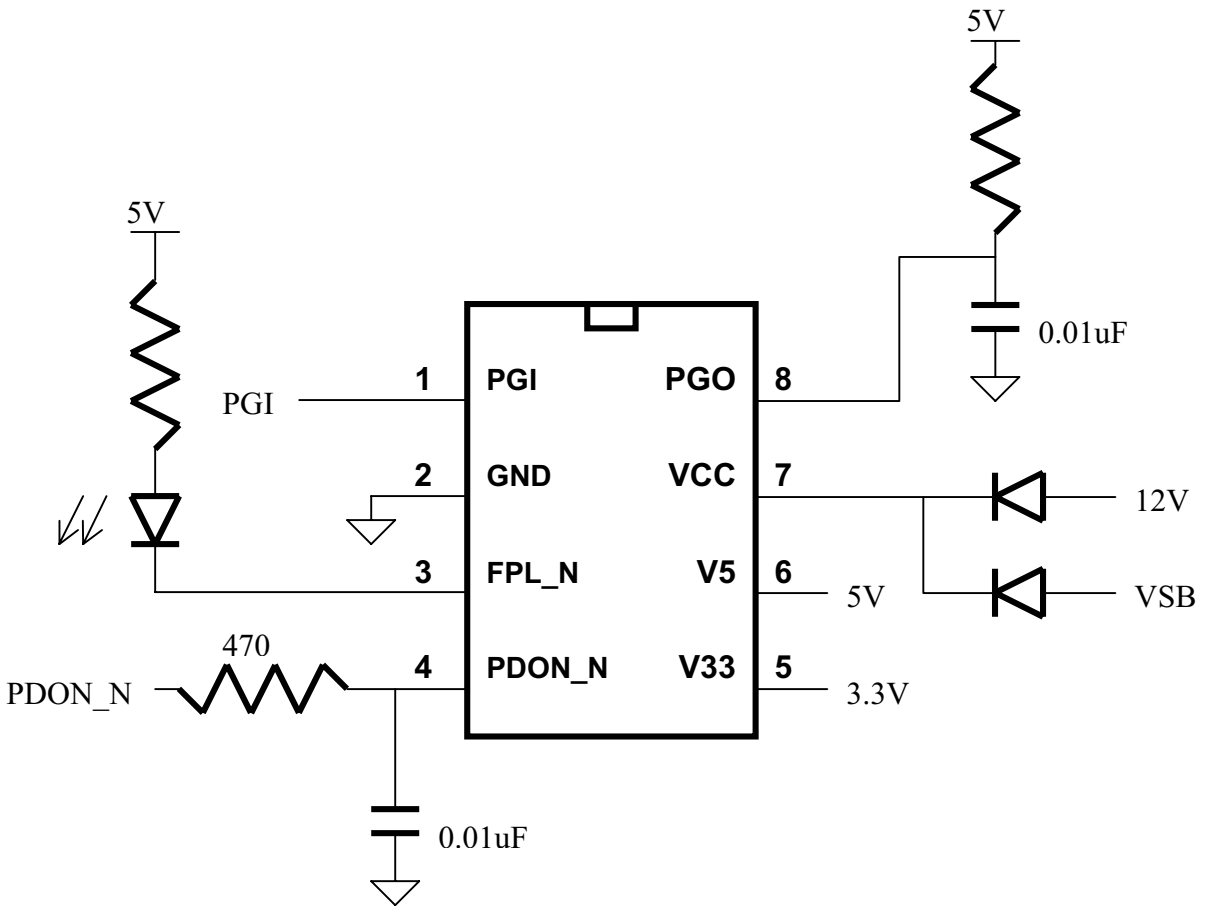 5V
5V
0.01uF
1 PGI PGO 8
PGI
2 GND VCC 7
12V
3 FPL_N V5 6
5V
VSB
470
4 PDON_N V33 5
PDON_N
3.3V
0.01uF